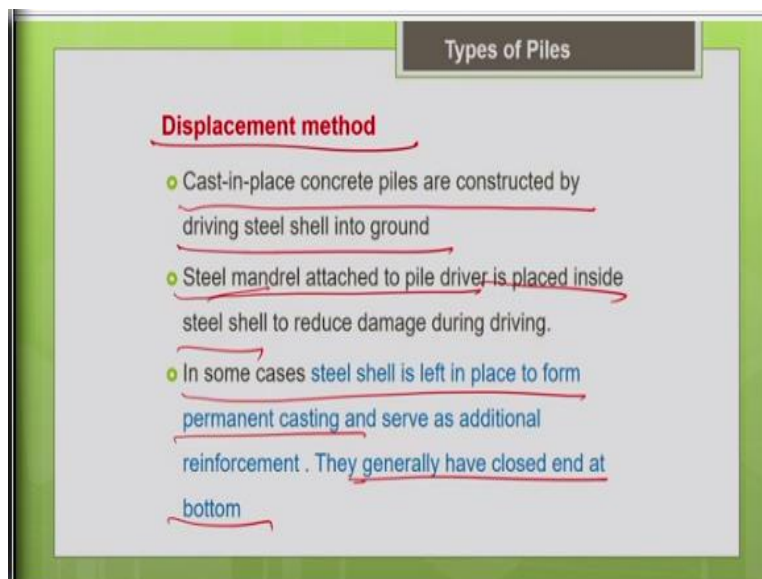 Types of Piles
Displacement method
Cast-in-place concrete piles are constructed by
driving steel shell into ground
Steel mandrel attached to pile driver is placed inside
steel shell to reduce damage during driving.
In some cases steel shell is left in place to form
permanent casting and serve as additional
reinforcement . They generally have closed end at
bottom